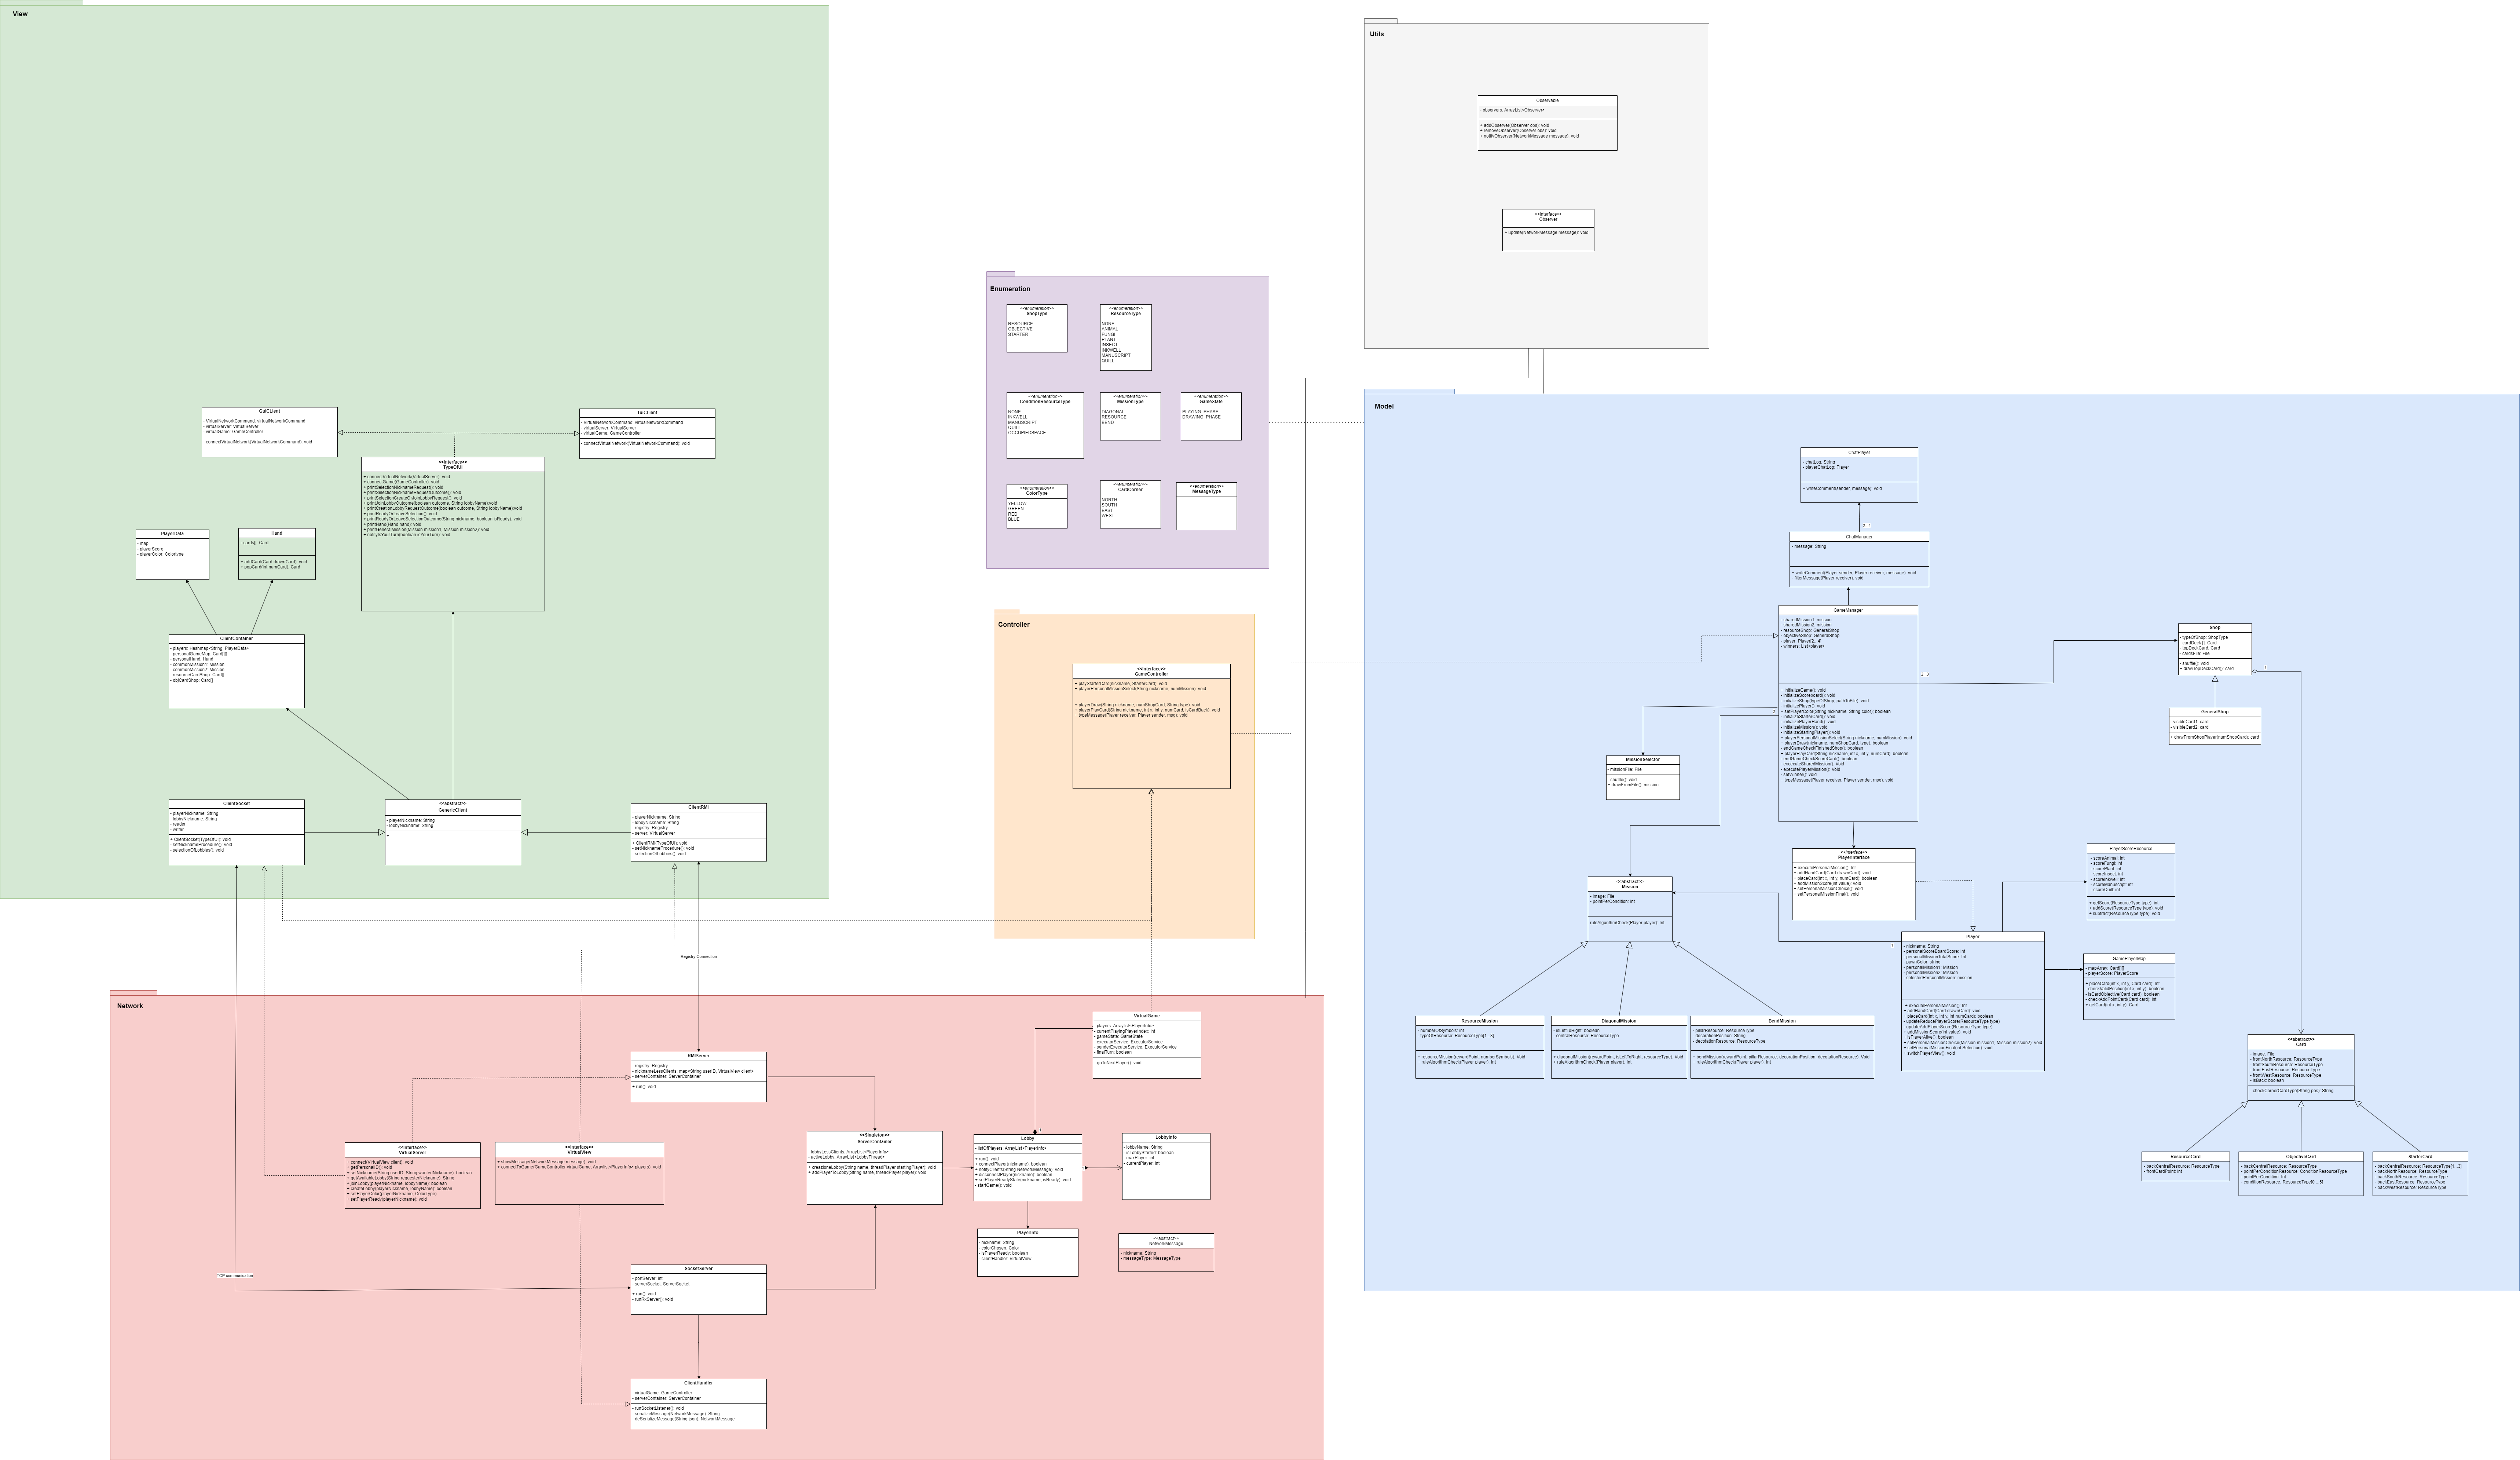 View
GuiCLient
- VirtualNetworkCommand: virtualNetworkCommand
- virtualServer: VirtualServer
- virtualGame: GameController
- connectVirtualNetwork(VirtualNetworkCommand): void
TuiCLient
- VirtualNetworkCommand: virtualNetworkCommand
- virtualServer: VirtualServer
- virtualGame: GameController
- connectVirtualNetwork(VirtualNetworkCommand): void
<<Interface>>
TypeOfUI
+ connectVirtualNetwork(VirtualServer): void
+ connectGame(GameController): void
+ printSelectionNicknameRequest(): void
+ printSelectionNicknameRequestOutcome(): void
+ printSelectionCreateOrJoinLobbyRequest(): void
+ printJoinLobbyOutcome(boolean outcome, String lobbyName):void
+ printCreationLobbyRequestOutcome(boolean outcome, String lobbyName):void
+ printReadyOrLeaveSelection(): void
+ printReadyOrLeaveSelectionOutcome(String nickname, boolean isReady): void
+ printHand(Hand hand): void
+ printGeneralMission(Mission mission1, Mission mission2): void
+ notifyIsYourTurn(boolean isYourTurn): void
PlayerData
- map
- playerScore
- playerColor: Colortype
Hand
- cards[]: Card
+ addCard(Card drawnCard): void
+ popCard(int numCard): Card
ClientContainer
- players: Hashmap<String, PlayerData>
- personalGameMap: Card[][]
- personalHand: Hand
- commonMission1: Mission
- commonMission2: Mission
- resourceCardShop: Card[]
- objCardShop: Card[]
ClientSocket
- playerNickname: String
- lobbyNickname: String
- reader
- writer
+ ClientSocket(TypeOfUI): void
- setNicknameProcedure(): void
- selectionOfLobbies(): void
<<abstract>>
GenericClient
- playerNickname: String
- lobbyNickname: String
+
ClientRMI
- playerNickname: String
- lobbyNickname: String
- registry: Registry
- server: VirtualServer
+ ClientRMI(TypeOfUI): void
- setNicknameProcedure(): void
- selectionOfLobbies(): void
Utils
Observable
- observers: ArrayList<Observer>
+ addObserver(Observer obs): void
+ removeObserver(Observer obs): void
+ notifyObserver(NetworkMessage message): void
<<Interface>>
Observer
+ update(NetworkMessage message): void
Enumeration
<<enumeration>>
ShopType
RESOURCE
OBJECTIVE
STARTER
<<enumeration>>
ResourceType
NONE
ANIMAL
FUNGI
PLANT
INSECT
INKWELL
MANUSCRIPT
QUILL
<<enumeration>>
ConditionResourceType
NONE
INKWELL
MANUSCRIPT
QUILL
OCCUPIEDSPACE
<<enumeration>>
MissionType
DIAGONAL
RESOURCE
BEND
<<enumeration>>
GameState
PLAYING_PHASE
DRAWING_PHASE
<<enumeration>>
ColorType
GREEN
RED
BLUE
<<enumeration>>
CardCorner
NORTH
SOUTH
EAST
WEST
<<enumeration>>
MessageType
Controller
<<Interface>>
GameController
+ playStarterCard(nickname, StarterCard): void
+ playerPersonalMissionSelect(String nickname, numMission): void
+ playerDraw(String nickname, numShopCard, String type): void
+ playerPlayCard(String nickname, int x, int y, numCard, isCardBack): void
+ typeMessage(Player receiver, Player sender, msg): void
Model
ChatPlayer
- chatLog: String
- playerChatLog: Player
+ writeComment(sender, message): void
2..4
ChatManager
- message: String
+ writeComment(Player sender, Player receiver, message): void
- filterMessage(Player receiver): void
GameManager
- sharedMission1: mission
- sharedMission2: mission
- resourceShop: GeneralShop
- objectiveShop: GeneralShop
- player: Player[2...4]
- winners: List<player>
+ initializeGame(): void
- initializeScoreboard(): void
- initializeShop(typeOfShop, pathToFile): void
- initializePlayer(): void
+ setPlayerColor(String nickname, String color): boolean
- initializeStarterCard(): void
- initializePlayerHand(): void
- initializeMission(): void
- initializeStartingPlayer(): void
+ playerPersonalMissionSelect(String nickname, numMission): void
+ playerDraw(nickname, numShopCard, type): boolean
- endGameCheckFinishedShop(): boolean
+ playerPlayCard(String nickname, int x, int y, numCard): boolean
- endGameCheckScoreCard(): boolean
- excecuteSharedMission(): Void
- executePlayerMission(): Void
- setWinner(): void
+ typeMessage(Player receiver, Player sender, msg): void
2..3
2
Shop
- typeOfShop: ShopType
- cardDeck []: Card
- topDeckCard: Card
- cardsFile: File
- shuffle(): void
+ drawTopDeckCard(): card
GeneralShop
- visibleCard1: card
- visibleCard2: card
+ drawFromShopPlayer(numShopCard): card
MissionSelector
- missionFile: File
- shuffle(): void
+ drawFromFile(): mission
<<abstract>>
Mission
- image: File
- pointPerCondition: int
ruleAlgorithmCheck(Player player): int
<<Interface>>
PlayerInterface
+ executePersonalMission(): int
+ addHandCard(Card drawnCard): void
+ placeCard(int x, int y, numCard): boolean
+ addMissionScore(int value): void
+ setPersonalMissionChoice(): void
+ setPersonalMissionFinal(): void
PlayerScoreResource
- scoreAnimal: int
- scoreFungi: int
- scorePlant: int
- scoreInsect: int
- scoreInkwell: int
- scoreManuscript: int
- scoreQuill: int
+ getScore(ResourceType type): int
+ addScore(ResourceType type): void
+ subtract(ResourceType type): void
Player
- nickname: String
- personalScoreBoardScore: int
- personalMissionTotalScore: int
- pawnColor: string
- personalMission1: Mission
- personalMission2: Mission
- selectedPersonalMission: mission
+ executePersonalMission(): int
+ addHandCard(Card drawnCard): void
+ placeCard(int x, int y, int numCard): boolean
- updateReducePlayerScore(ResourceType type)
- updateAddPlayerScore(ResourceType type)
+ addMissionScore(int value): void
+ isPlayerAlive(): boolean
+ setPersonalMissionChoice(Mission mission1, Mission mission2): void
+ setPersonalMissionFinal(int Selection): void
+ switchPlayerView(): void
GamePlayerMap
- mapArray: Card[][]
- playerScore: PlayerScore
+ placeCard(int x, int y, Card card): int
- checkValidPosition(int x, int y): boolean
- isCardObjective(Card card): boolean
- checkAddPointCard(Card card): int
+ getCard(int x, int y): Card
ResourceMission
- numberOfSymbols: int
- typeOfResource: ResourceType[1...3]
+ resourceMission(rewardPoint, numberSymbols): Void
+ ruleAlgorithmCheck(Player player): int
DiagonalMission
- isLeftToRight: boolean
- centralResource: ResourceType
+ diagonalMission(rewardPoint, isLeftToRight, resourceType): Void
+ ruleAlgorithmCheck(Player player): int
BendMission
- pillarResource: ResourceType
- decorationPosition: String
- decorationResource: ResourceType
+ bendMission(rewardPoint, pillarResource, decorationPosition, decorationResource): Void
+ ruleAlgorithmCheck(Player player): int
<<abstract>>
Card
- image: File
- frontNorthResource: ResourceType
- frontSouthResource: ResourceType
- frontEastResource: ResourceType
- frontWestResource: ResourceType
- isBack: boolean
- checkCornerCardType(String pos): String
ResourceCard
- backCentralResource: ResourceType
- frontCardPoint: int
ObjectiveCard
- backCentralResource: ResourceType
- pointPerConditionResource: ConditionResourceType
- pointPerCondition: int
- conditionResource: ResourceType[0 .. 5]
StarterCard
- backCentralResource: ResourceType[1...3]
- backNorthResource: ResourceType
- backSouthResource: ResourceType
- backEastResource: ResourceType
- backWestResource: ResourceType
Network
Registry Connection
TCP communication
VirtualGame
- players: Arraylist<PlayerInfo>
- currentPlayingPlayerIndex: int
- gameState: GameState
- executorService: ExecutorService
- senderExecutorService: ExecutorService
- finalTurn: boolean
- goToNextPlayer(): void
RMIServer
- registry: Registry
- nicknameLessClients: map<String userID, VirtualView client>
- serverContainer: ServerContainer
+ run(): void
<<Interface>>
VirtualServer
+ connect(VirtualView client): void
+ getPersonalID(): void
+ setNickname(String userID, String wantedNickname): boolean
+ getAvailableLobby(String requesterNickname): String
+ joinLobby(playerNickname, lobbyName): boolean
+ createLobby(playerNickname, lobbyName): boolean
+ setPlayerColor(playerNickname, ColorType)
+ setPlayerReady(playerNickname): void
<<Interface>>
VirtualView
+ showMessage(NetworkMessage message): void
+ connectToGame(GameController virtualGame, Arraylist<PlayerInfo> players): void
<<Singleton>>
ServerContainer
- lobbyLessClients: ArrayList<PlayerInfo>
- activeLobby: ArrayList<LobbyThread>
+ creazioneLobby(String name, threadPlayer startingPlayer): void
+ addPlayerToLobby(String name, threadPlayer player): void
Lobby
- listOfPlayers: ArrayList<PlayerInfo>
+ run(): void
+ connectPlayer(nickname): boolean
+ notifyClients(String NetworkMessage): void
+ disconnectPlayer(nickname): boolean
+ setPlayerReadyState(nickname, isReady): void
- startGame(): void
LobbyInfo
- lobbyName: String
- isLobbyStarted: boolean
- maxPlayer: int
- currentPlayer: int
PlayerInfo
- nickname: String
- colorChosen: Color
- isPlayerReady: boolean
- clientHandler: VirtualView
<<abstract>>
NetworkMessage
- nickname: String
- messageType: MessageType
SocketServer
- portServer: int
- serverSocket: ServerSocket
+ run(): void
- runRxServer(): void
ClientHandler
- virtualGame: GameController
- serverContainer: ServerContainer
- runSocketListener(): void
- serializeMessage(NetworkMessage): String
- deSerializeMessage(String json): NetworkMessage